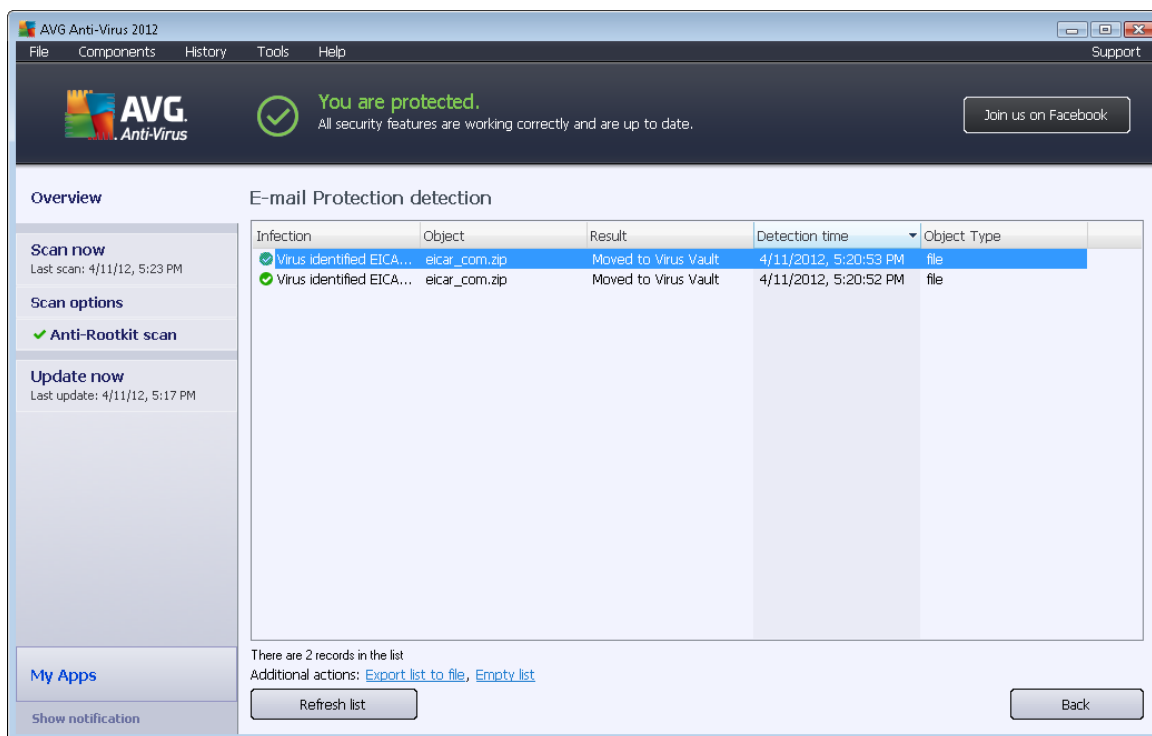 AVG Anti-Virus 2012
File Components History Tools Help Support
AVG.
Anti-Virus
You are protected.
All security features are working correctly and are up to date.
Join us on Facebook
Overview
Scan now
Last scan: 4/11/12, 5:23 PM
Scan options
Anti-Rootkit scan
Update now
Last update: 4/11/12, 5:17 PM
My Apps
Show notification
E-mail Protection detection
Infection Object Result Detection time Object Type
Virus identified EICA... eicar_com.zip Moved to Virus Vault 4/11/2012, 5:20:53 PM file
Virus identified EICA... eicar_com.zip Moved to Virus Vault 4/11/2012, 5:20:52 PM file
There are 2 records in the list
Additional actions: Export list to file, Empty list
Refresh list Back